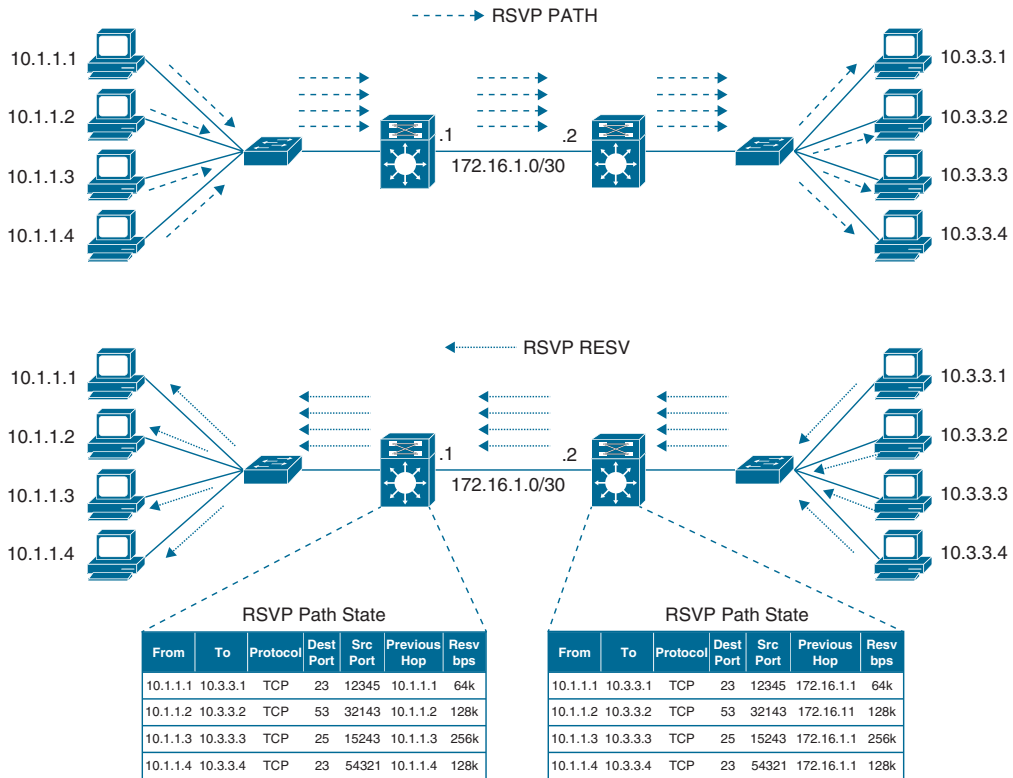 RSVP PATH
10.1.1.1
10.1.1.2
10.1.1.3
10.1.1.4
.1
.2
172.16.1.0/30
10.3.3.1
10.3.3.2
10.3.3.3
10.3.3.4
RSVP RESV
10.1.1.1
10.1.1.2
10.1.1.3
10.1.1.4
.1
.2
172.16.1.0/30
10.3.3.1
10.3.3.2
10.3.3.3
10.3.3.4
RSVP Path State
From To Protocol Dest Port Src Port Previous Hop Resv bps
10.1.1.1 10.3.3.1 TCP 23 12345 10.1.1.1 64k
10.1.1.2 10.3.3.2 TCP 53 32143 10.1.1.2 128k
10.1.1.3 10.3.3.3 TCP 25 15243 10.1.1.3 256k
10.1.1.4 10.3.3.4 TCP 23 54321 10.1.1.4 128k
RSVP Path State
From To Protocol Dest Port Src Port Previous Hop Resv bps
10.1.1.1 10.3.3.1 TCP 23 12345 172.16.1.1 64k
10.1.1.2 10.3.3.2 TCP 53 32143 172.16.11 128k
10.1.1.3 10.3.3.3 TCP 25 15243 172.16.1.1 256k
10.1.1.4 10.3.3.4 TCP 23 54321 172.16.1.1 128k